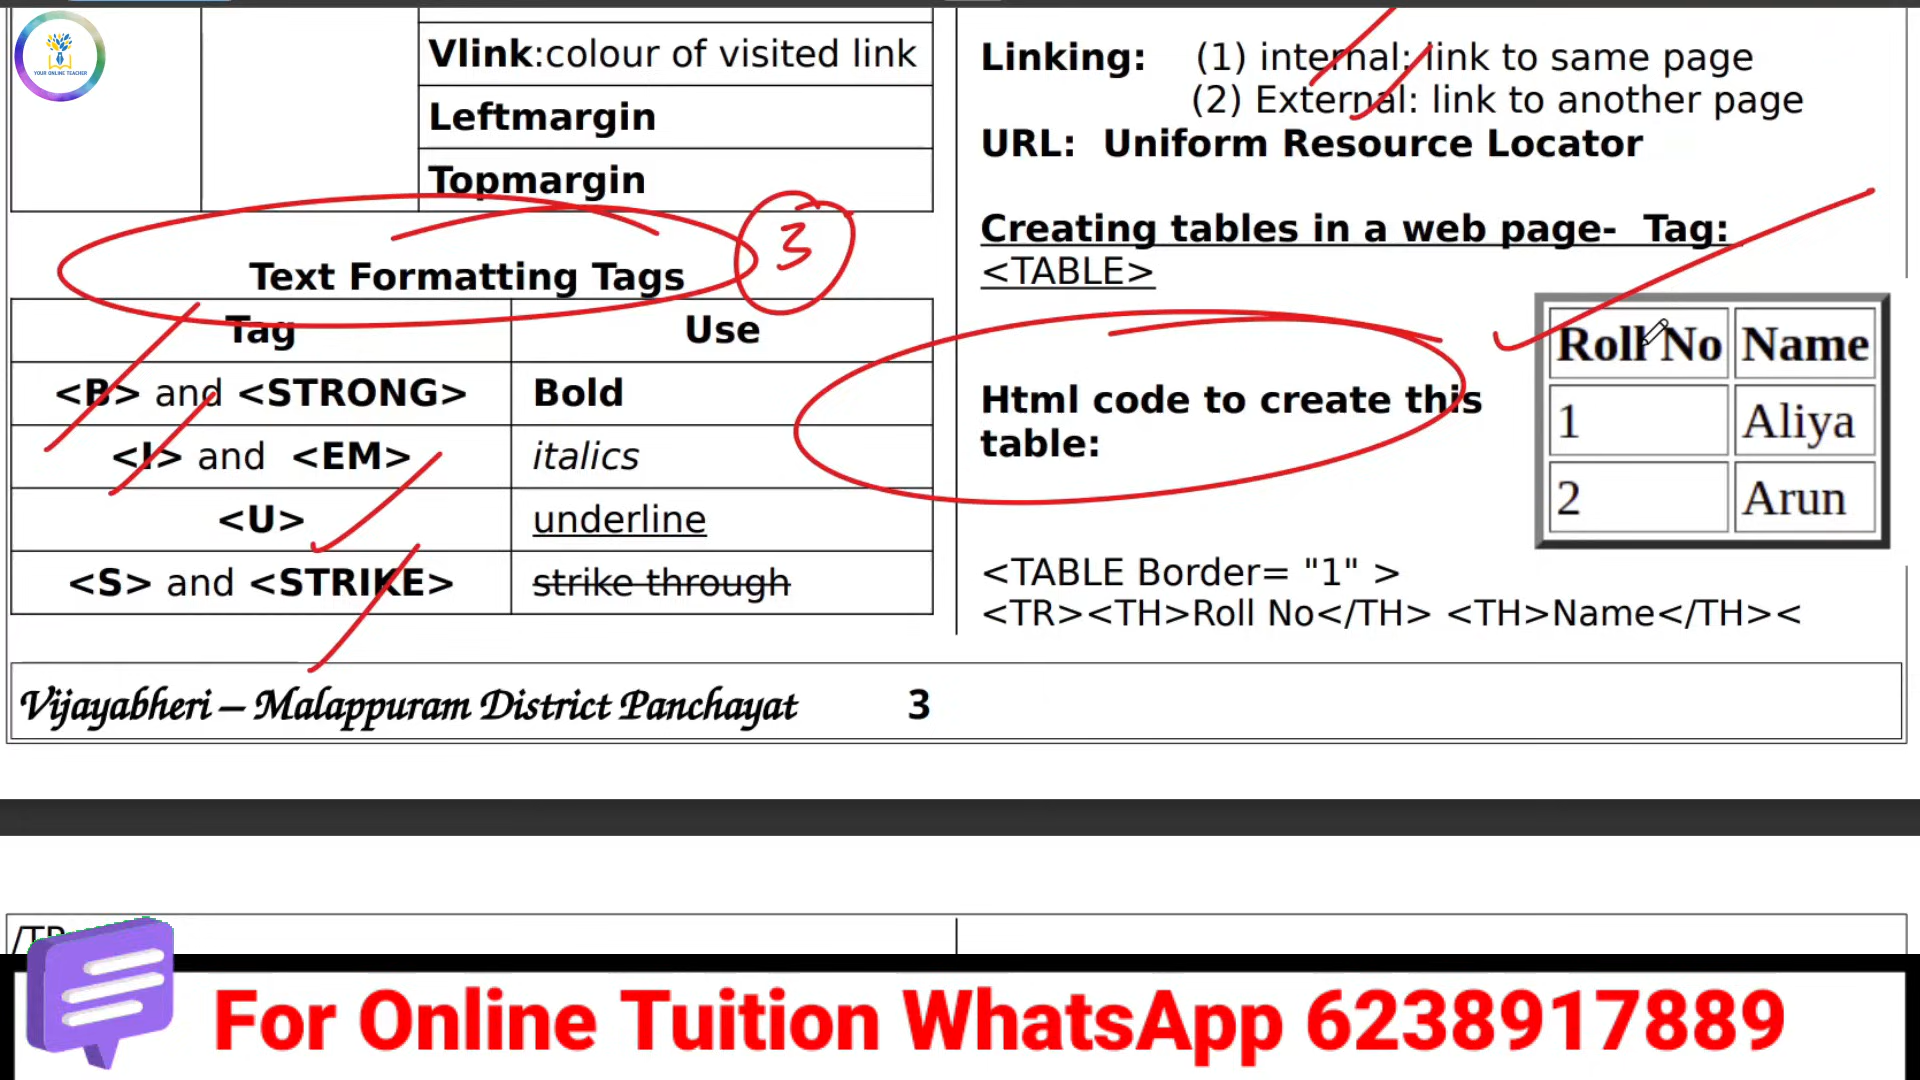 YOUR ONLINE TEACHER
Vlink:colour of visited link
Leftmargin
Topmargin
Text Formatting Tags
3
Tag Use
<B> and <STRONG> Bold
<I> and <EM> italics
<U> underline
<S> and <STRIKE> strike through
Linking: (1) internal: link to same page
(2) External: link to another page
URL: Uniform Resource Locator
Creating tables in a web page- Tag:
<TABLE>
Html code to create this
table:
Roll No Name
1 Aliya
2 Arun
<TABLE Border= "1" >
<TR><TH>Roll No</TH> <TH>Name</TH><
Vijayabheri – Malappuram District Panchayat 3
/TR
For Online Tuition WhatsApp 6238917889